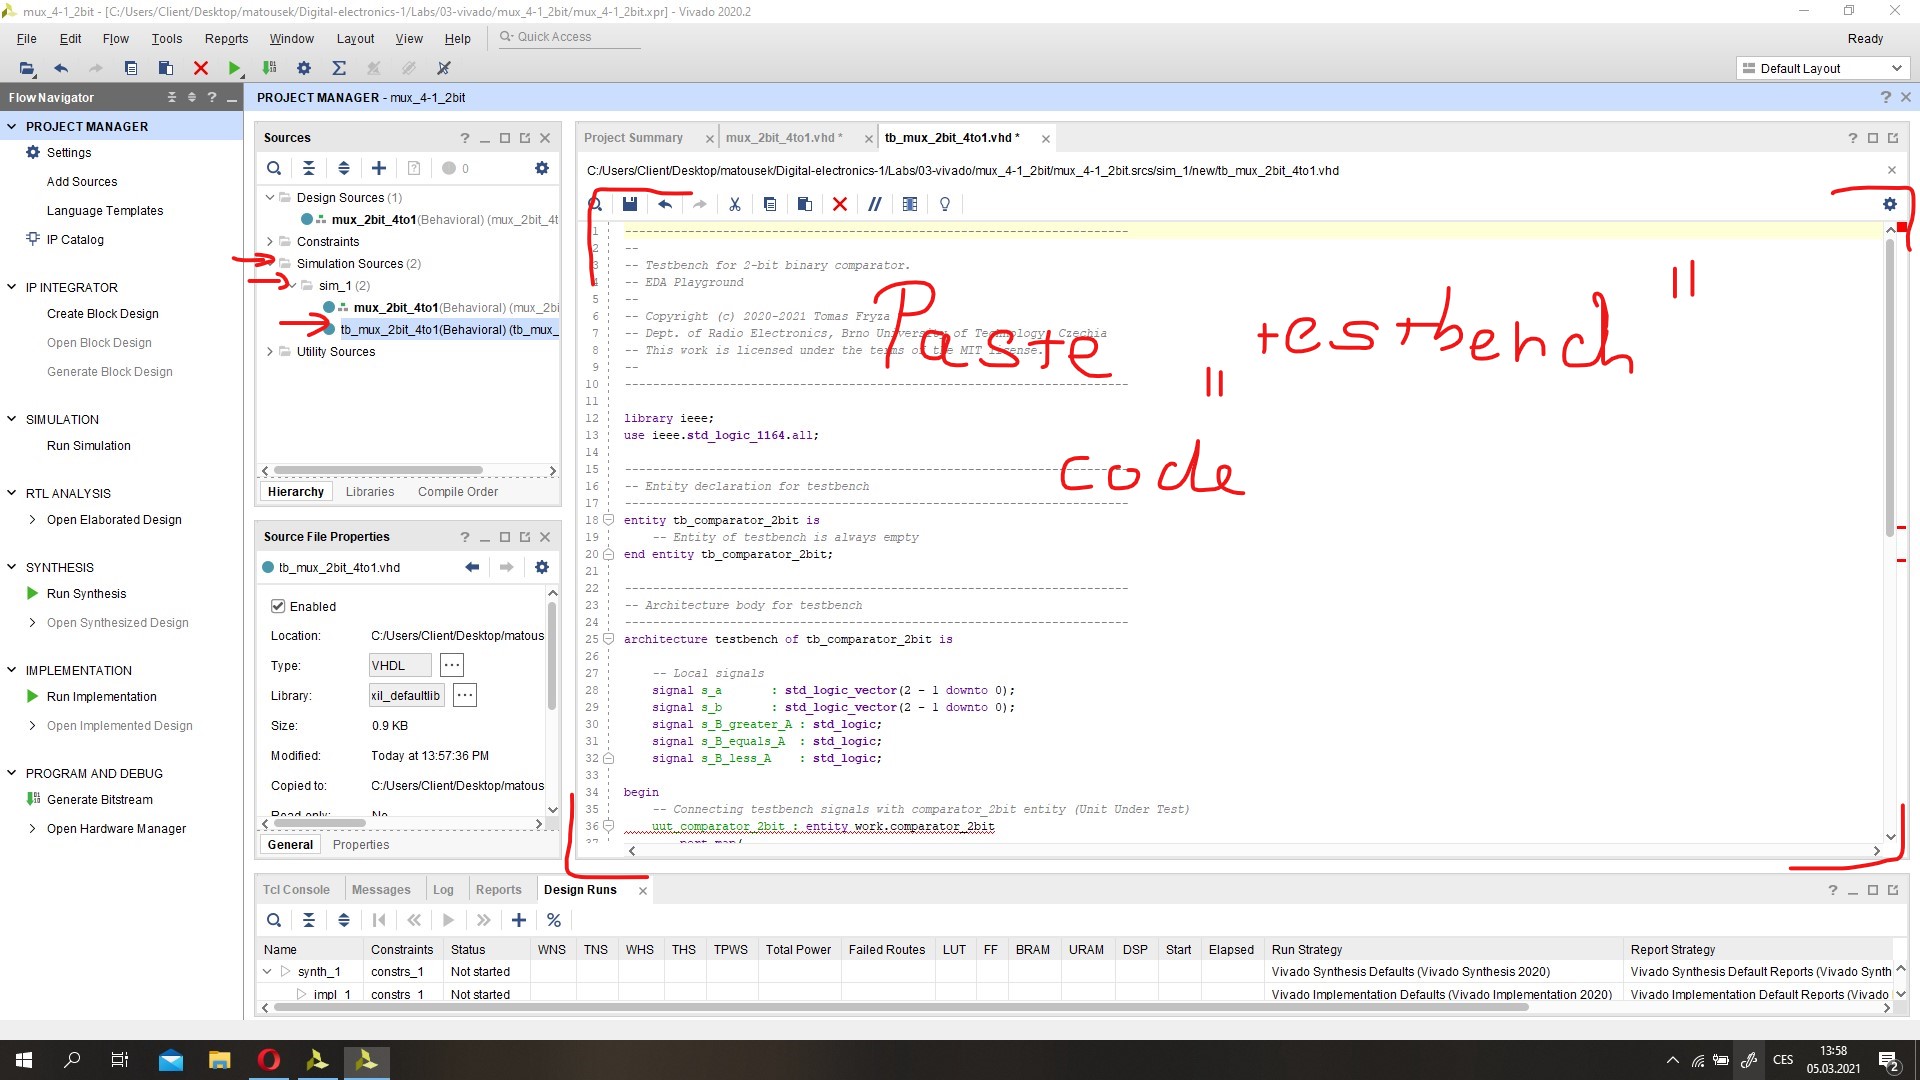 mux_4-1_2bit - [C:/Users/Client/Desktop/matousek/Digital-electronics-1/Labs/03-vivado/mux_4-1_2bit/mux_4-1_2bit.xpr] - Vivado 2020.2
File Edit Flow Tools Reports Window Layout View Help Quick Access Ready
Default Layout
Flow Navigator
PROJECT MANAGER
Settings
Add Sources
Language Templates
IP Catalog
IP INTEGRATOR
Create Block Design
Open Block Design
Generate Block Design
SIMULATION
Run Simulation
RTL ANALYSIS
Open Elaborated Design
SYNTHESIS
Run Synthesis
Open Synthesized Design
IMPLEMENTATION
Run Implementation
Open Implemented Design
PROGRAM AND DEBUG
Generate Bitstream
Open Hardware Manager
PROJECT MANAGER - mux_4-1_2bit
Sources
0
Design Sources (1)
mux_2bit_4to1(Behavioral) (mux_2bit_4t
Constraints
Simulation Sources (2)
sim_1 (2)
mux_2bit_4to1(Behavioral) (mux_2bi
tb_mux_2bit_4to1(Behavioral) (tb_mux_
Utility Sources
Hierarchy Libraries Compile Order
Source File Properties
tb_mux_2bit_4to1.vhd
Enabled
Location: C:/Users/Client/Desktop/matous
Type: VHDL
Library: xil_defaultlib
Size: 0.9 KB
Modified: Today at 13:57:36 PM
Copied to: C:/Users/Client/Desktop/matous
Read-only: No
General Properties
Project Summary mux_2bit_4to1.vhd * tb_mux_2bit_4to1.vhd *
C:/Users/Client/Desktop/matousek/Digital-electronics-1/Labs/03-vivado/mux_4-1_2bit/mux_4-1_2bit.srcs/sim_1/new/tb_mux_2bit_4to1.vhd
1 ------------------------------------------------------------------------
2 --
3 -- Testbench for 2-bit binary comparator.
4 -- EDA Playground
5 --
6 -- Copyright (c) 2020-2021 Tomas Fryza
7 -- Dept. of Radio Electronics, Brno University of Technology, Czechia
8 -- This work is licensed under the terms of the MIT license.
9 --
10 ------------------------------------------------------------------------
11
12 library ieee;
13 use ieee.std_logic_1164.all;
14
15 ------------------------------------------------------------------------
16 -- Entity declaration for testbench
17 ------------------------------------------------------------------------
18 entity tb_comparator_2bit is
19 -- Entity of testbench is always empty
20 end entity tb_comparator_2bit;
21
22 ------------------------------------------------------------------------
23 -- Architecture body for testbench
24 ------------------------------------------------------------------------
25 architecture testbench of tb_comparator_2bit is
26
27 -- Local signals
28 signal s_a : std_logic_vector(2 - 1 downto 0);
29 signal s_b : std_logic_vector(2 - 1 downto 0);
30 signal s_B_greater_A : std_logic;
31 signal s_B_equals_A : std_logic;
32 signal s_B_less_A : std_logic;
33
34 begin
35 -- Connecting testbench signals with comparator_2bit entity (Unit Under Test)
36 uut_comparator_2bit : entity work.comparator_2bit
37 port map(
Paste "testbench"
code
Tcl Console Messages Log Reports Design Runs
Name Constraints Status WNS TNS WHS THS TPWS Total Power Failed Routes LUT FF BRAM URAM DSP Start Elapsed Run Strategy Report Strategy
synth_1 constrs_1 Not started Vivado Synthesis Defaults (Vivado Synthesis 2020) Vivado Synthesis Default Reports (Vivado Synth
impl_1 constrs_1 Not started Vivado Implementation Defaults (Vivado Implementation 2020) Vivado Implementation Default Reports (Vivado
CES
13:58
05.03.2021
2